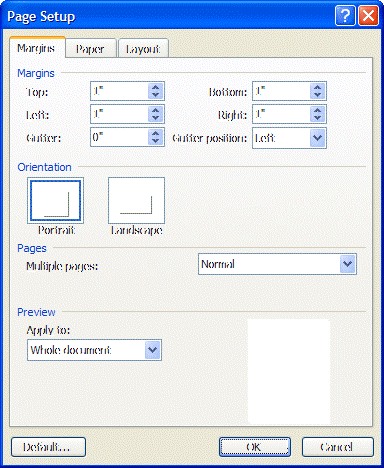 Page Setup
Margins Paper Layout
Margins
Top: 1" Bottom: 1"
Left: 1" Right: 1"
Gutter: 0" Gutter position: Left
Orientation
Portrait Landscape
Pages
Multiple pages: Normal
Preview
Apply to:
Whole document
Default... OK Cancel